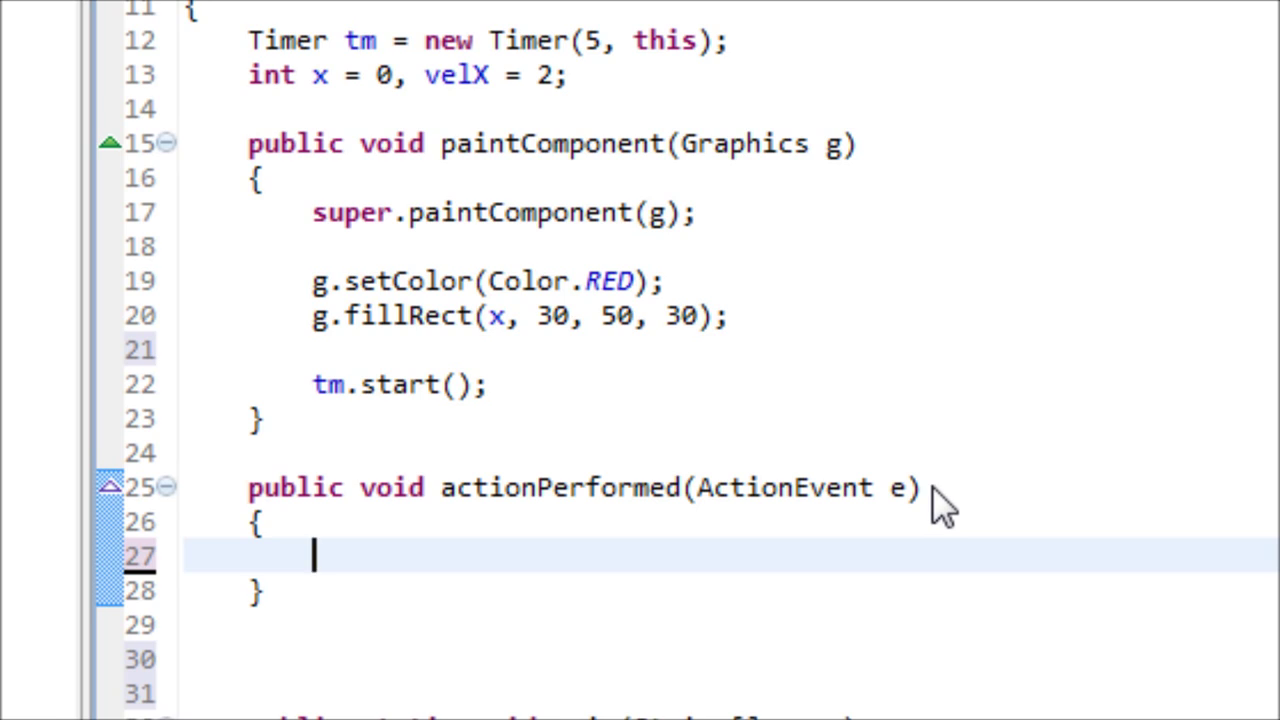 11 {
12 Timer tm = new Timer(5, this);
13 int x = 0, velX = 2;
14
15 public void paintComponent(Graphics g)
16 {
17 super.paintComponent(g);
18
19 g.setColor(Color.RED);
20 g.fillRect(x, 30, 50, 30);
21
22 tm.start();
23 }
24
25 public void actionPerformed(ActionEvent e)
26 {
27
28 }
29
30
31